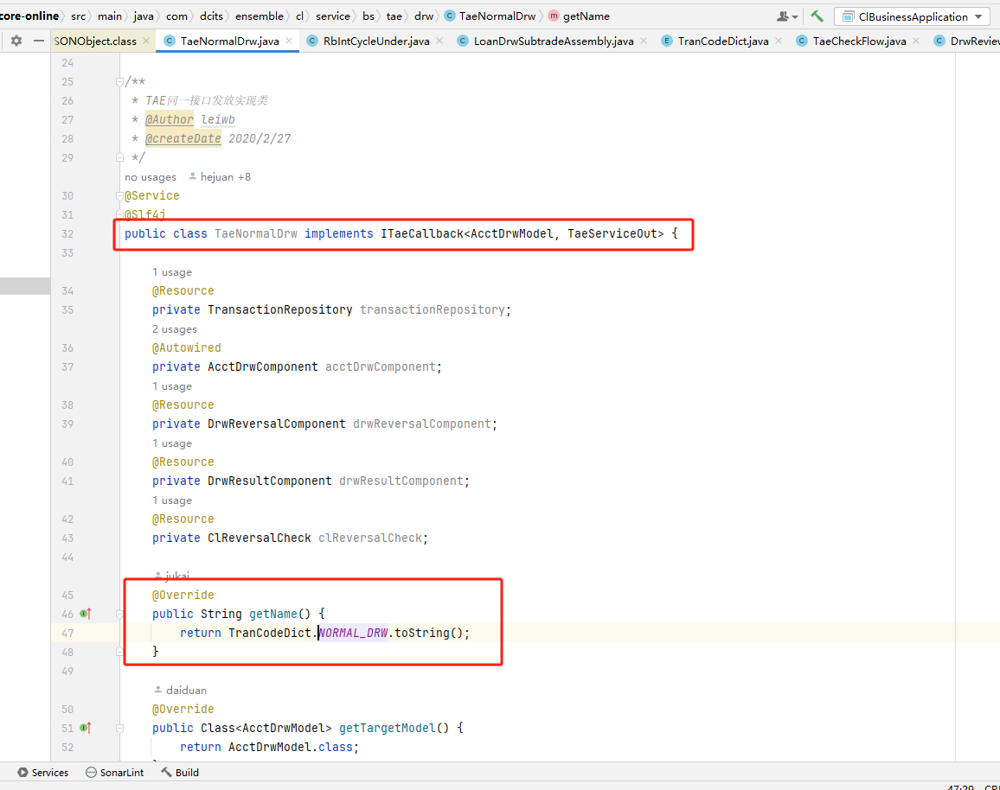 core-online src main java com dcits ensemble cl service bs tae drw TaeNormalDrw getName ClBusinessApplication
SONObject.class TaeNormalDrw.java RbIntCycleUnder.java LoanDrwSubtradeAssembly.java TranCodeDict.java TaeCheckFlow.java DrwReview
24
25 /**
26 * TAE同一接口发放实现类
27 * @Author leiwb
28 * @createDate 2020/2/27
29 */
no usages hejuan +8
30 @Service
31 @Slf4j
32 public class TaeNormalDrw implements ITaeCallback<AcctDrwModel, TaeServiceOut> {
33
1 usage
34 @Resource
35 private TransactionRepository transactionRepository;
2 usages
36 @Autowired
37 private AcctDrwComponent acctDrwComponent;
1 usage
38 @Resource
39 private DrwReversalComponent drwReversalComponent;
1 usage
40 @Resource
41 private DrwResultComponent drwResultComponent;
1 usage
42 @Resource
43 private ClReversalCheck clReversalCheck;
44
jukai
45 @Override
46 public String getName() {
47 return TranCodeDict.NORMAL_DRW.toString();
48 }
49
daiduan
50 @Override
51 public Class<AcctDrwModel> getTargetModel() {
52 return AcctDrwModel.class;
Services SonarLint Build
47:29